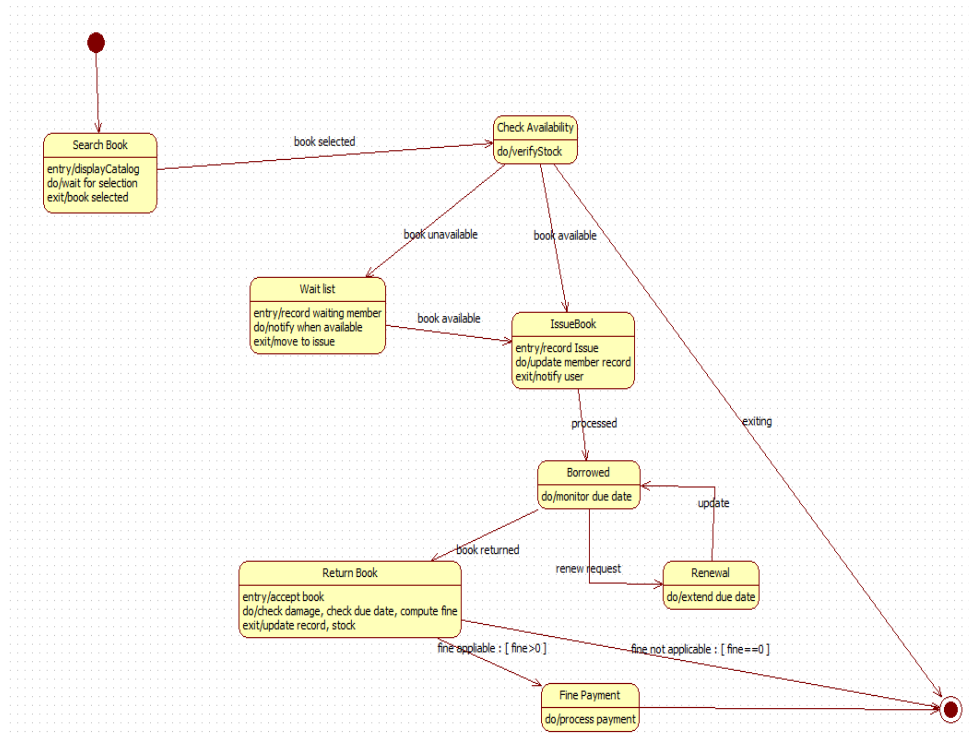 Search Book
entry/displayCatalog
do/wait for selection
exit/book selected
book selected
Check Availability
do/verifyStock
book unavailable
book available
exiting
Wait list
entry/record waiting member
do/notify when available
exit/move to issue
book available
IssueBook
entry/record Issue
do/update member record
exit/notify user
processed
Borrowed
do/monitor due date
update
book returned
renew request
Renewal
do/extend due date
Return Book
entry/accept book
do/check damage, check due date, compute fine
exit/update record, stock
fine appliable : [ fine>0 ]
fine not applicable : [ fine==0 ]
Fine Payment
do/process payment